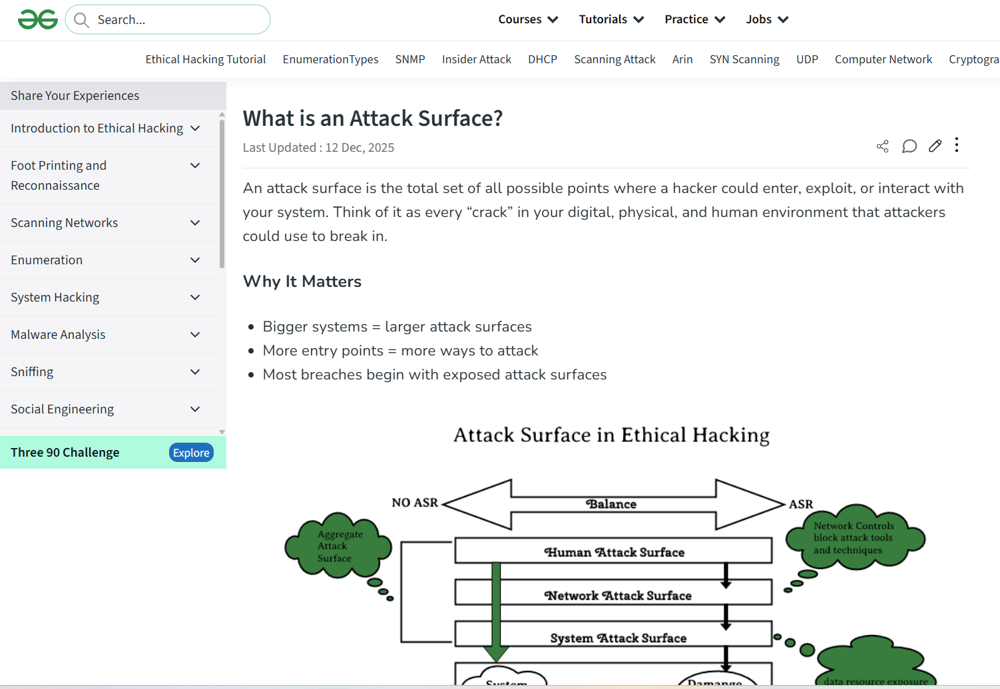 Search...
Courses
Tutorials
Practice
Jobs
Ethical Hacking Tutorial
EnumerationTypes
SNMP
Insider Attack
DHCP
Scanning Attack
Arin
SYN Scanning
UDP
Computer Network
Cryptogra
Share Your Experiences
Introduction to Ethical Hacking
Foot Printing and
Reconnaissance
Scanning Networks
Enumeration
System Hacking
Malware Analysis
Sniffing
Social Engineering
Three 90 Challenge
Explore
What is an Attack Surface?
Last Updated : 12 Dec, 2025
An attack surface is the total set of all possible points where a hacker could enter, exploit, or interact with
your system. Think of it as every “crack” in your digital, physical, and human environment that attackers
could use to break in.
Why It Matters
Bigger systems = larger attack surfaces
More entry points = more ways to attack
Most breaches begin with exposed attack surfaces
Attack Surface in Ethical Hacking
NO ASR
Balance
ASR
Aggregate
Attack
Surface
Network Controls
block attack tools
and techniques
Human Attack Surface
Network Attack Surface
System Attack Surface
System
Damange
data resource exposure